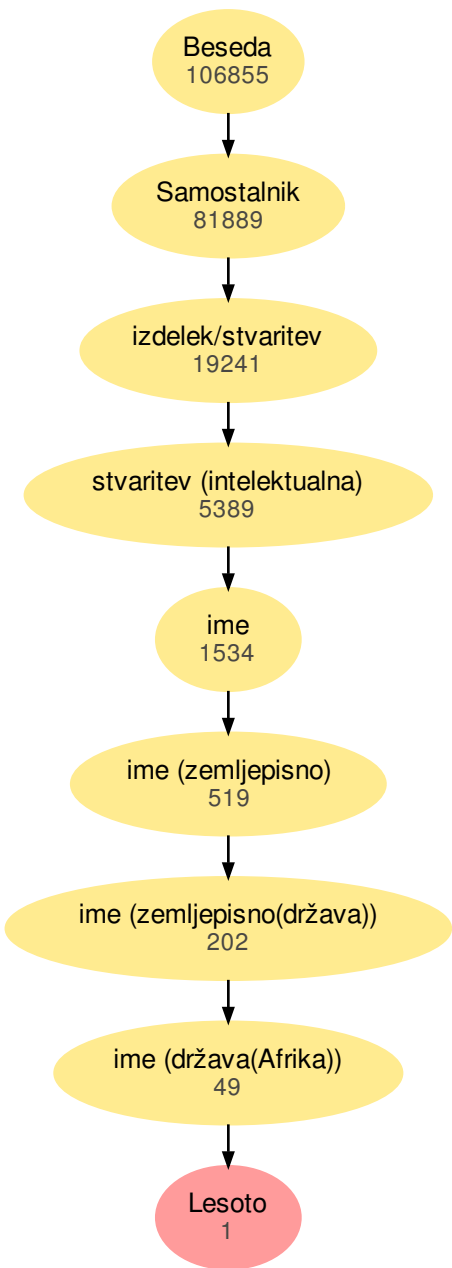 Beseda
106855
Samostalnik
81889
izdelek/stvaritev
19241
stvaritev (intelektualna)
5389
ime
1534
ime (zemljepisno)
519
ime (zemljepisno(država))
202
ime (država(Afrika))
49
Lesoto
1